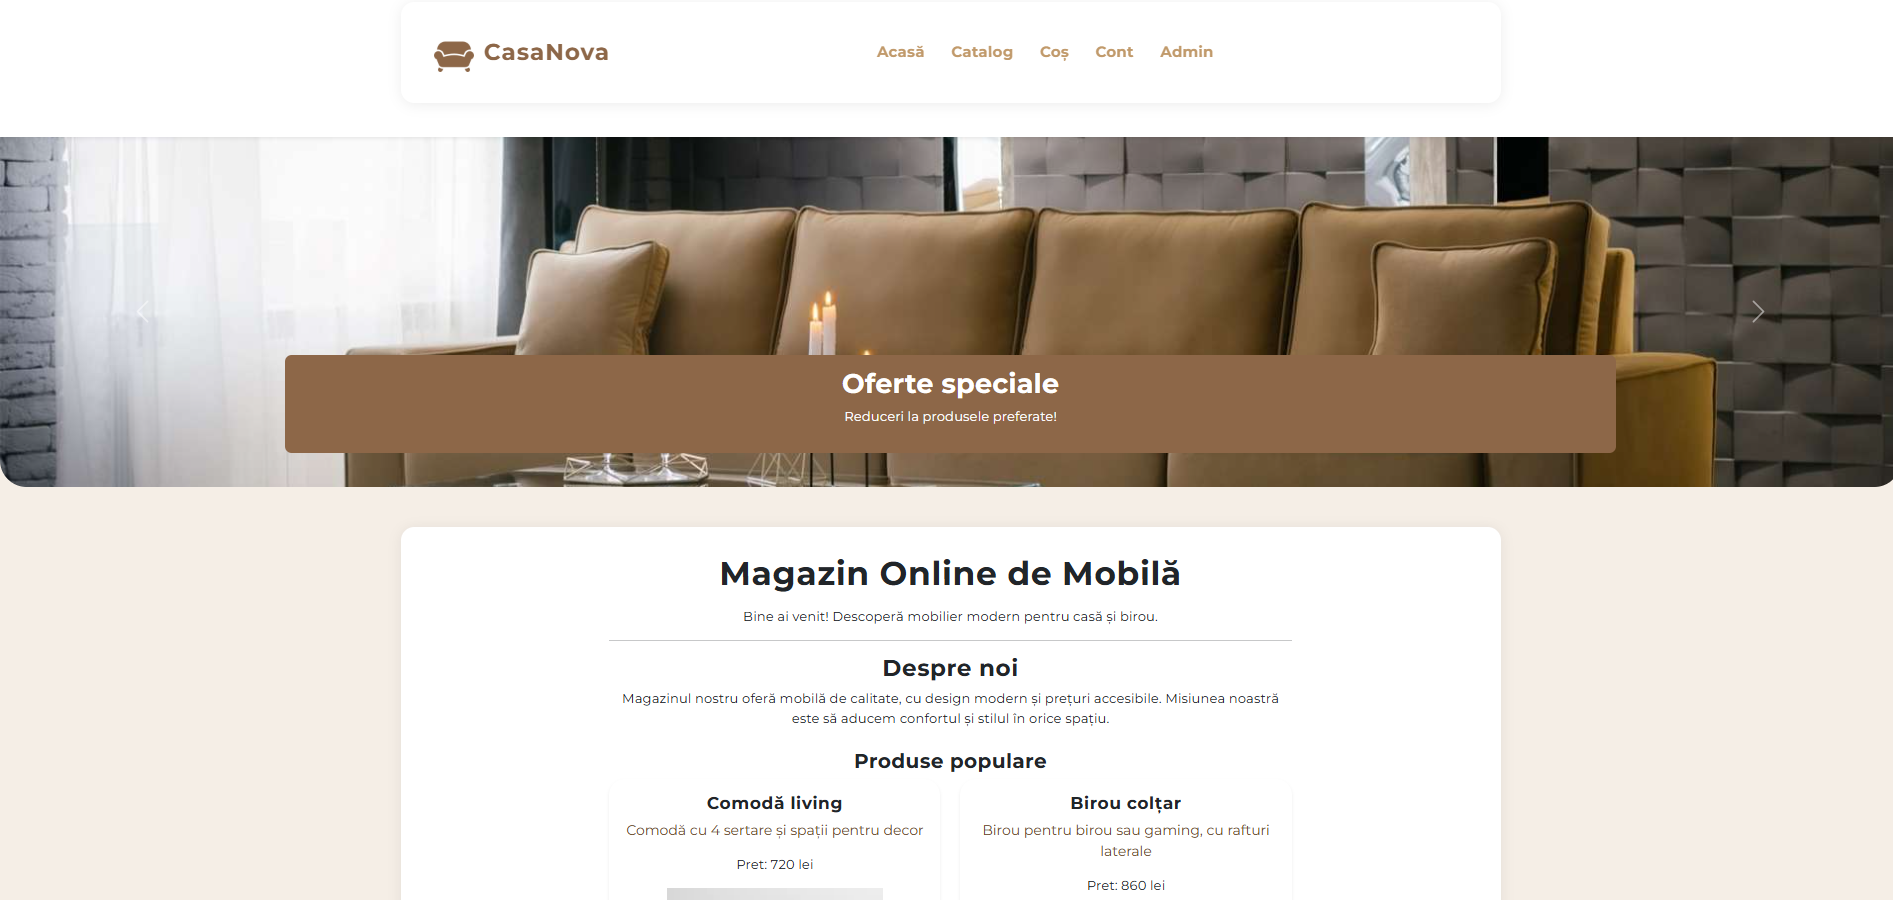 CasaNova
Acasă Catalog Coș Cont Admin
Oferte speciale
Reduceri la produsele preferate!
Magazin Online de Mobilă
Bine ai venit! Descoperă mobilier modern pentru casă și birou.
Despre noi
Magazinul nostru oferă mobilă de calitate, cu design modern și prețuri accesibile. Misiunea noastră
este să aducem confortul și stilul în orice spațiu.
Produse populare
Comodă living
Comodă cu 4 sertare și spații pentru decor
Pret: 720 lei
Birou colțar
Birou pentru birou sau gaming, cu rafturi
laterale
Pret: 860 lei